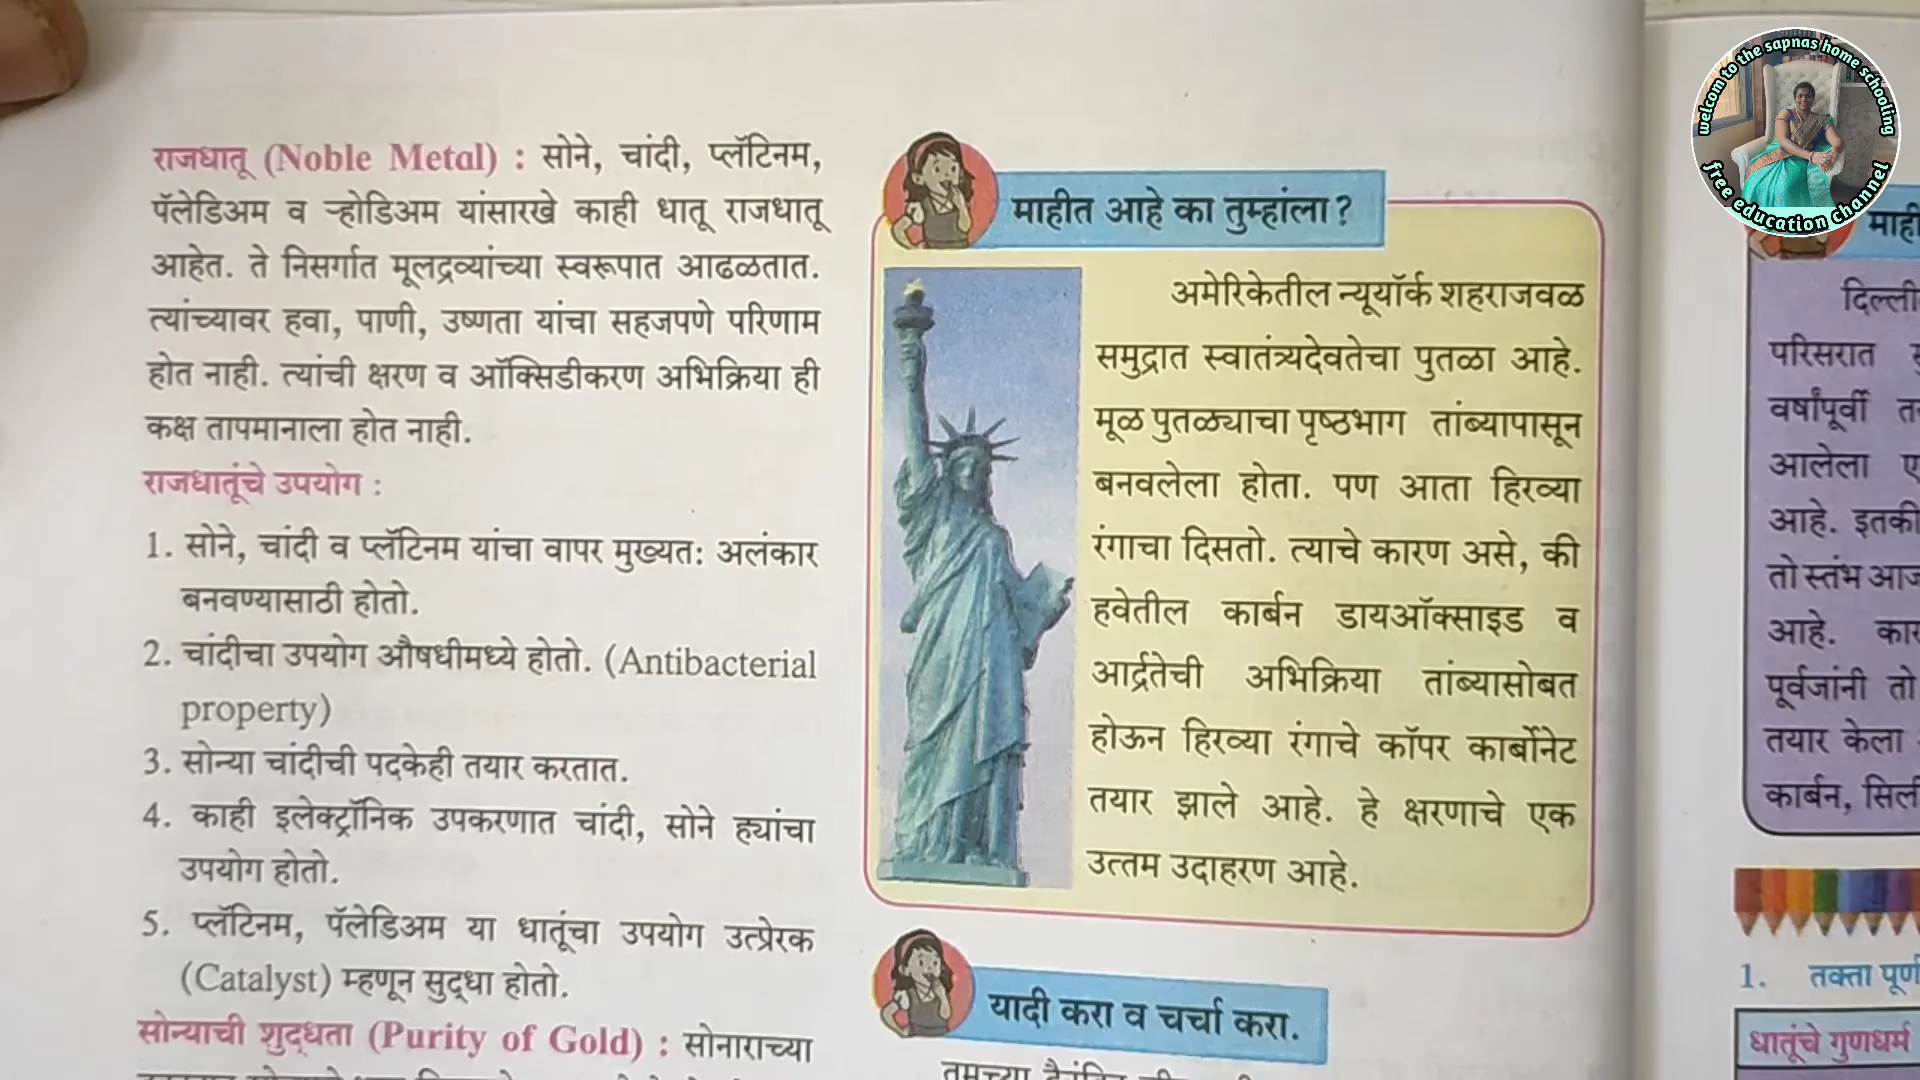 राजधातू (Noble Metal) : सोने, चांदी, प्लॅटिनम,
पॅलेडिअम व ऱ्होडिअम यांसारखे काही धातू राजधातू
आहेत. ते निसर्गात मूलद्रव्यांच्या स्वरूपात आढळतात.
त्यांच्यावर हवा, पाणी, उष्णता यांचा सहजपणे परिणाम
होत नाही. त्यांची क्षरण व ऑक्सिडीकरण अभिक्रिया ही
कक्ष तापमानाला होत नाही.
राजधातूंचे उपयोग :
1. सोने, चांदी व प्लॅटिनम यांचा वापर मुख्यत: अलंकार
बनवण्यासाठी होतो.
2. चांदीचा उपयोग औषधीमध्ये होतो. (Antibacterial
property)
3. सोन्या चांदीची पदकेही तयार करतात.
4. काही इलेक्ट्रॉनिक उपकरणात चांदी, सोने ह्यांचा
उपयोग होतो.
5. प्लॅटिनम, पॅलेडिअम या धातूंचा उपयोग उत्प्रेरक
(Catalyst) म्हणून सुद्धा होतो.
सोन्याची शुद्धता (Purity of Gold) : सोनाराच्या
माहीत आहे का तुम्हांला?
अमेरिकेतील न्यूयॉर्क शहराजवळ
समुद्रात स्वातंत्र्यदेवतेचा पुतळा आहे.
मूळ पुतळ्याचा पृष्ठभाग तांब्यापासून
बनवलेला होता. पण आता हिरव्या
रंगाचा दिसतो. त्याचे कारण असे, की
हवेतील कार्बन डायऑक्साइड व
आर्द्रतेची अभिक्रिया तांब्यासोबत
होऊन हिरव्या रंगाचे कॉपर कार्बोनेट
तयार झाले आहे. हे क्षरणाचे एक
उत्तम उदाहरण आहे.
यादी करा व चर्चा करा.
welcom to the sapnas home schooling
free education channel
माही
दिल्ली
परिसरात
वर्षांपूर्वी
आलेला
आहे. इतकी
तो स्तंभ आज
आहे.
पूर्वजांनी तो
तयार केला
कार्बन,
1. तक्ता पूर्ण
धातूंचे गुणधर्म